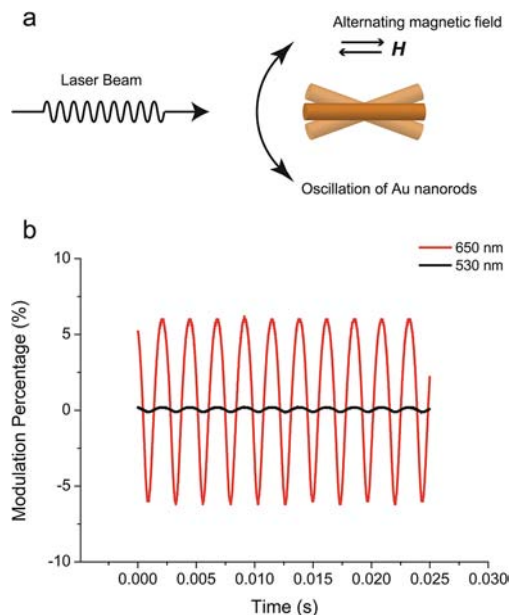 a
Alternating magnetic field
H
Laser Beam
Oscillation of Au nanorods
b
650 nm
530 nm
10
5
0
-5
-10
Modulation Percentage (%)
0.000 0.005 0.010 0.015 0.020 0.025 0.030
Time (s)